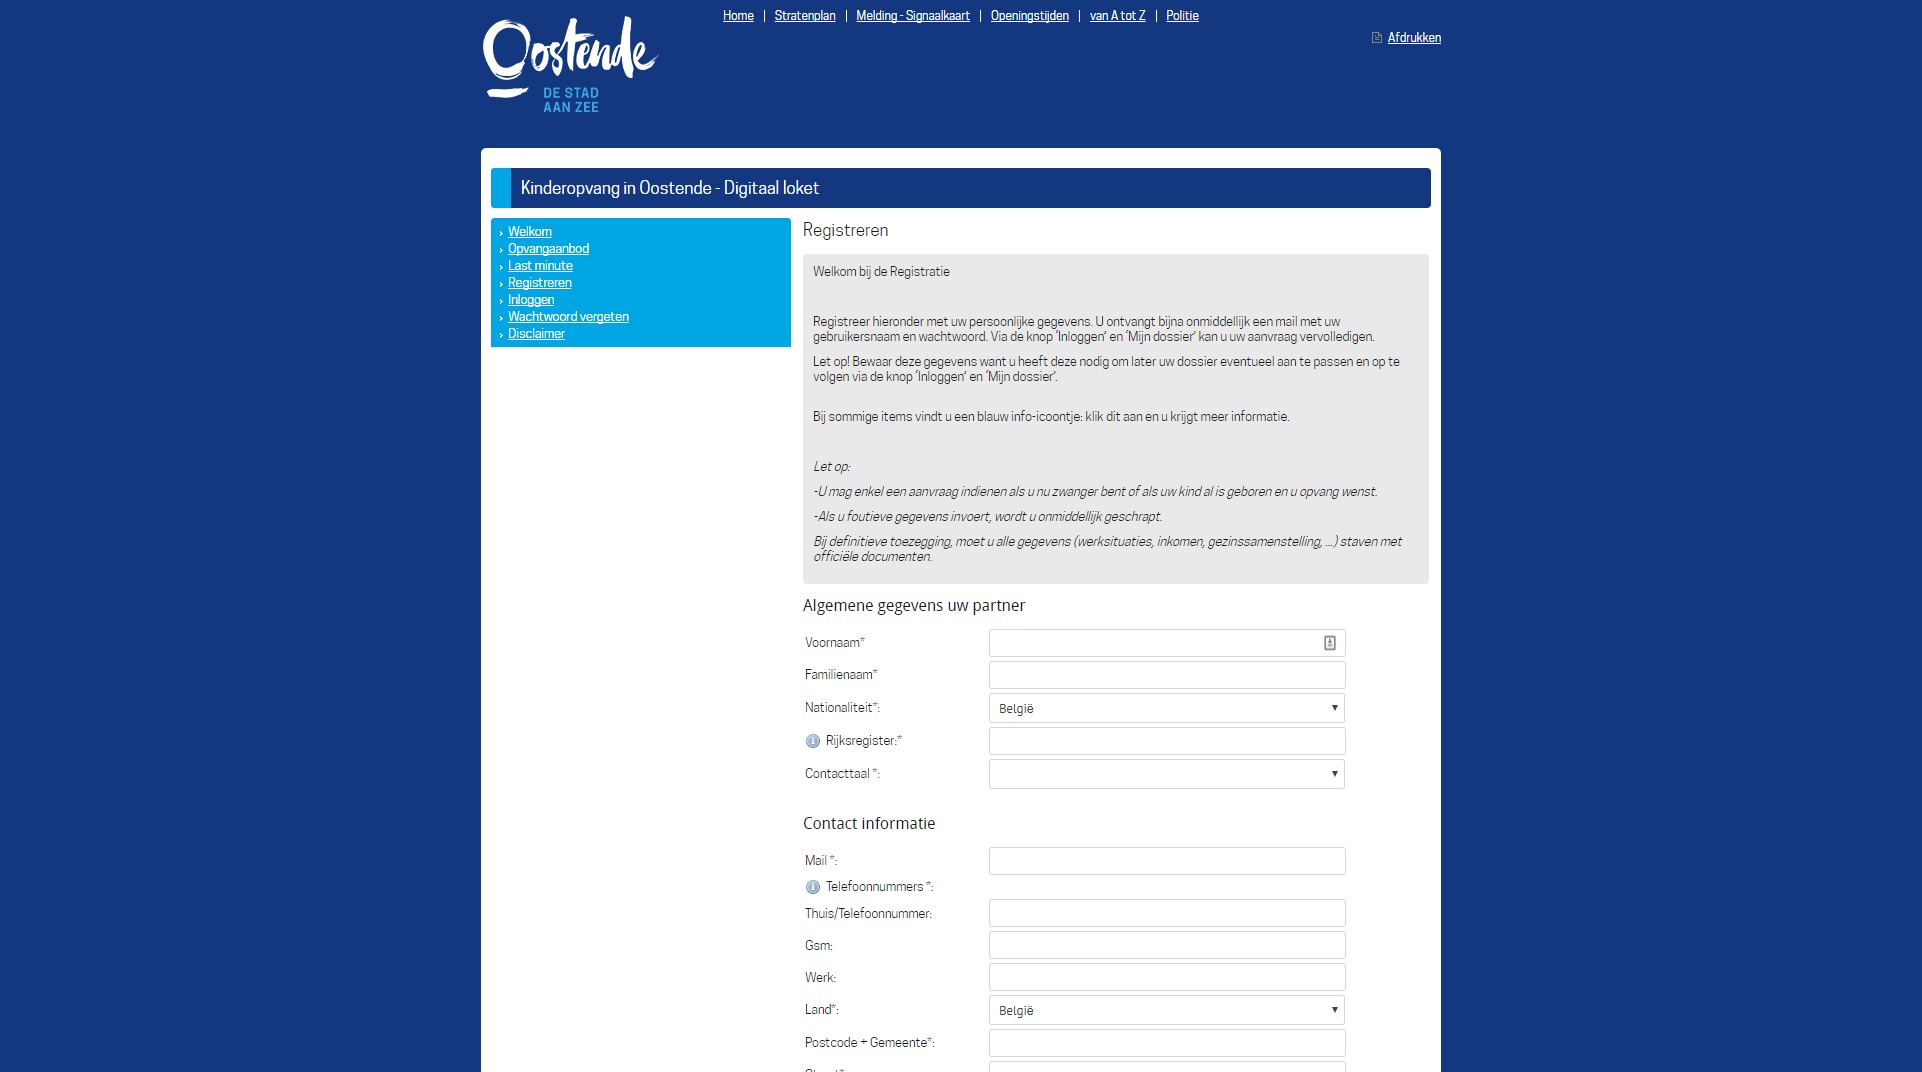 Home | Stratenplan | Melding - Signaalkaart | Openingstijden | van A tot Z | Politie
Afdrukken
Oostende
DE STAD
AAN ZEE
Kinderopvang in Oostende - Digitaal loket
Welkom
Opvangaanbod
Last minute
Registreren
Inloggen
Wachtwoord vergeten
Disclaimer
Registreren
Welkom bij de Registratie
Registreer hieronder met uw persoonlijke gegevens. U ontvangt bijna onmiddellijk een mail met uw
gebruikersnaam en wachtwoord. Via de knop ‘Inloggen’ en ‘Mijn dossier’ kan u uw aanvraag vervolledigen.
Let op! Bewaar deze gegevens want u heeft deze nodig om later uw dossier eventueel aan te passen en op te
volgen via de knop ‘Inloggen’ en ‘Mijn dossier’.
Bij sommige items vindt u een blauw info-icoontje: klik dit aan en u krijgt meer informatie.
Let op:
-U mag enkel een aanvraag indienen als u nu zwanger bent of als uw kind al is geboren en u opvang wenst.
-Als u foutieve gegevens invoert, wordt u onmiddellijk geschrapt.
Bij definitieve toezegging, moet u alle gegevens (werksituaties, inkomen, gezinssamenstelling, ...) staven met
officiële documenten.
Algemene gegevens uw partner
Voornaam*
Familienaam*
Nationaliteit*: België
Rijksregister:*
Contacttaal *:
Contact informatie
Mail *:
Telefoonnummers *:
Thuis/Telefoonnummer:
Gsm:
Werk:
Land*: België
Postcode + Gemeente*: